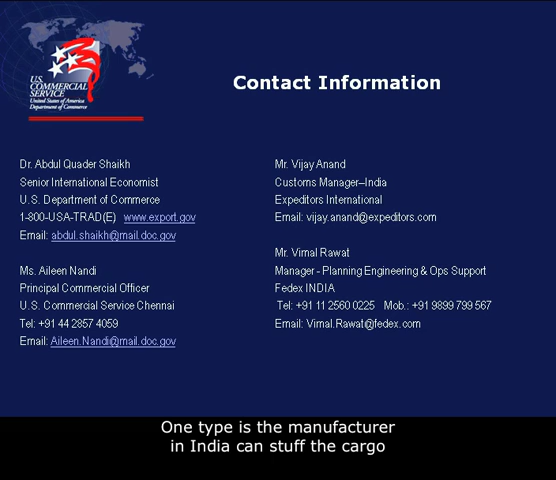 U.S.
COMMERCIAL
SERVICE
United States of America
Department of Commerce
Contact Information
Dr. Abdul Quader Shaikh
Senior International Economist
U.S. Department of Commerce
1-800-USA-TRAD(E) www.export.gov
Email: abdul.shaikh@mail.doc.gov
Ms. Aileen Nandi
Principal Commercial Officer
U.S. Commercial Service Chennai
Tel: +91 44 2857 4059
Email: Aileen.Nandi@mail.doc.gov
Mr. Vijay Anand
Customs Manager–India
Expeditors International
Email: vijay.anand@expeditors.com
Mr. Vimal Rawat
Manager - Planning Engineering & Ops Support
Fedex INDIA
Tel: +91 11 2560 0225 Mob.: +91 9899 799 567
Email: Vimal.Rawat@fedex.com
One type is the manufacturer
in India can stuff the cargo